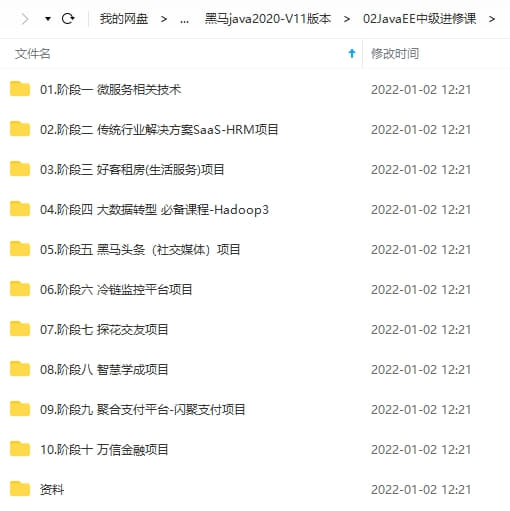 我的网盘 > ... 黑马java2020-V11版本 > 02JavaEE中级进修课 >
文件名 修改时间
01.阶段一 微服务相关技术 2022-01-02 12:21
02.阶段二 传统行业解决方案SaaS-HRM项目 2022-01-02 12:21
03.阶段三 好客租房(生活服务)项目 2022-01-02 12:21
04.阶段四 大数据转型 必备课程-Hadoop3 2022-01-02 12:21
05.阶段五 黑马头条（社交媒体）项目 2022-01-02 12:21
06.阶段六 冷链监控平台项目 2022-01-02 12:21
07.阶段七 探花交友项目 2022-01-02 12:21
08.阶段八 智慧学成项目 2022-01-02 12:21
09.阶段九 聚合支付平台-闪聚支付项目 2022-01-02 12:21
10.阶段十 万信金融项目 2022-01-02 12:21
资料 2022-01-02 12:21